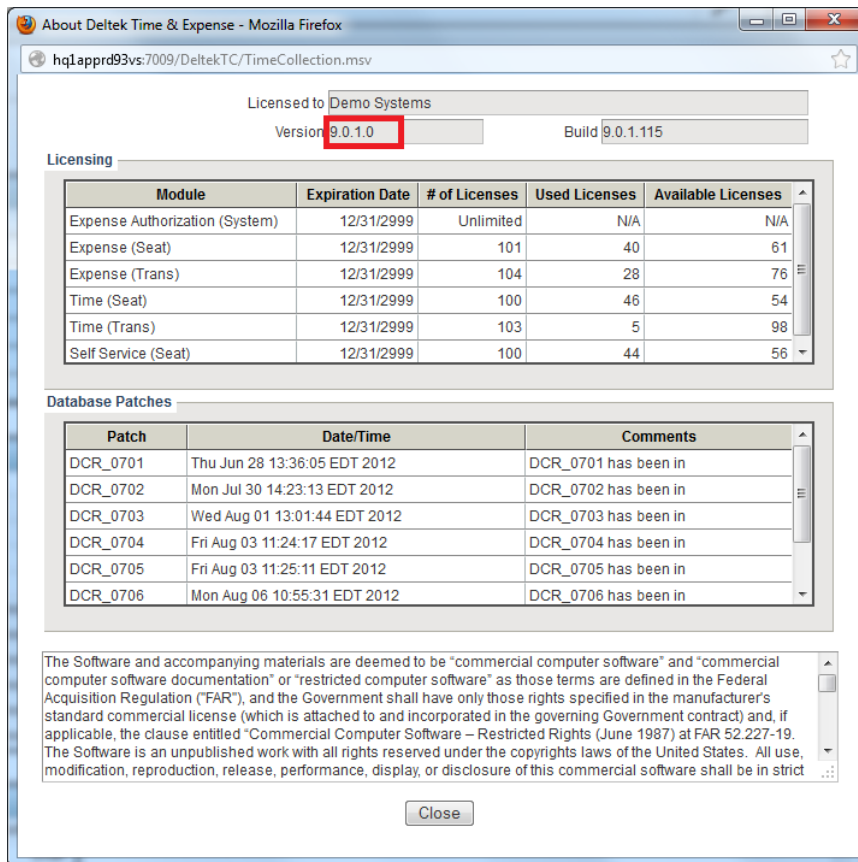 About Deltek Time & Expense - Mozilla Firefox
hq1apprd93vs:7009/DeltekTC/TimeCollection.msv
Licensed to Demo Systems
Version 9.0.1.0 Build 9.0.1.115
Licensing
Module Expiration Date # of Licenses Used Licenses Available Licenses
Expense Authorization (System) 12/31/2999 Unlimited N/A N/A
Expense (Seat) 12/31/2999 101 40 61
Expense (Trans) 12/31/2999 104 28 76
Time (Seat) 12/31/2999 100 46 54
Time (Trans) 12/31/2999 103 5 98
Self Service (Seat) 12/31/2999 100 44 56
Database Patches
Patch Date/Time Comments
DCR_0701 Thu Jun 28 13:36:05 EDT 2012 DCR_0701 has been in
DCR_0702 Mon Jul 30 14:23:13 EDT 2012 DCR_0702 has been in
DCR_0703 Wed Aug 01 13:01:44 EDT 2012 DCR_0703 has been in
DCR_0704 Fri Aug 03 11:24:17 EDT 2012 DCR_0704 has been in
DCR_0705 Fri Aug 03 11:25:11 EDT 2012 DCR_0705 has been in
DCR_0706 Mon Aug 06 10:55:31 EDT 2012 DCR_0706 has been in
The Software and accompanying materials are deemed to be “commercial computer software” and “commercial
computer software documentation” or “restricted computer software” as those terms are defined in the Federal
Acquisition Regulation ("FAR"), and the Government shall have only those rights specified in the manufacturer's
standard commercial license (which is attached to and incorporated in the governing Government contract) and, if
applicable, the clause entitled “Commercial Computer Software – Restricted Rights (June 1987) at FAR 52.227-19.
The Software is an unpublished work with all rights reserved under the copyrights laws of the United States. All use,
modification, reproduction, release, performance, display, or disclosure of this commercial software shall be in strict
Close